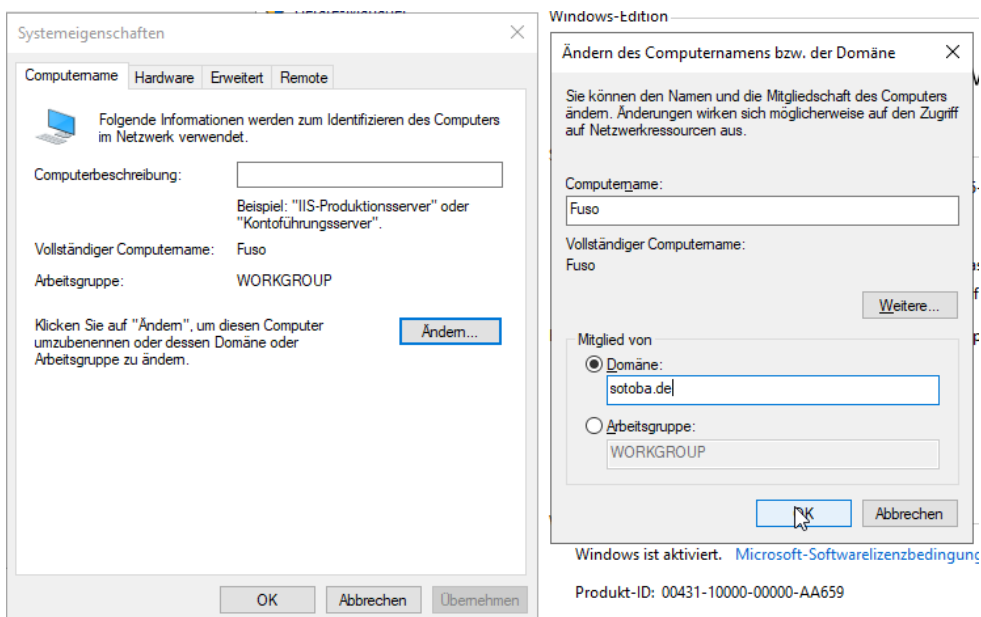 Systemeigenschaften
Computername Hardware Erweitert Remote
Folgende Informationen werden zum Identifizieren des Computers
im Netzwerk verwendet.
Computerbeschreibung:
Beispiel: "IIS-Produktionsserver" oder
"Kontoführungsserver".
Vollständiger Computername: Fuso
Arbeitsgruppe: WORKGROUP
Klicken Sie auf "Ändern", um diesen Computer
umzubenennen oder dessen Domäne oder
Arbeitsgruppe zu ändern.
Ändern...
OK Abbrechen Übernehmen
Windows-Edition
Ändern des Computernamens bzw. der Domäne
Sie können den Namen und die Mitgliedschaft des Computers
ändern. Änderungen wirken sich möglicherweise auf den Zugriff
auf Netzwerkressourcen aus.
Computername:
Fuso
Vollständiger Computername:
Fuso
Weitere...
Mitglied von
Domäne:
sotoba.de
Arbeitsgruppe:
WORKGROUP
OK Abbrechen
Windows ist aktiviert. Microsoft-Softwarelizenzbedingung
Produkt-ID: 00431-10000-00000-AA659